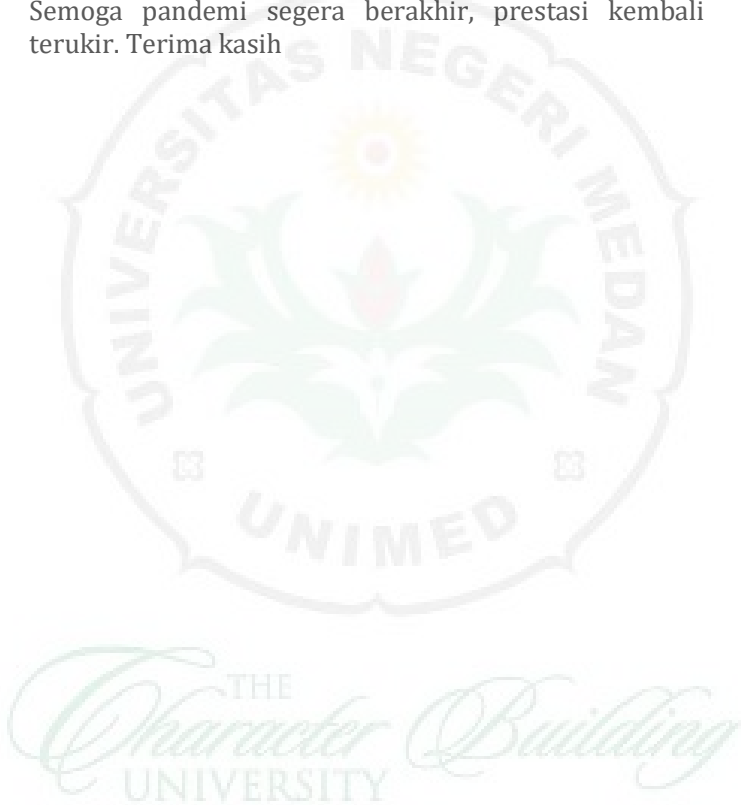 Semoga pandemi segera berakhir, prestasi kembali
terukir. Terima kasih
UNIVERSITAS NEGERI MEDAN
UNIMED
THE
Character Building
UNIVERSITY